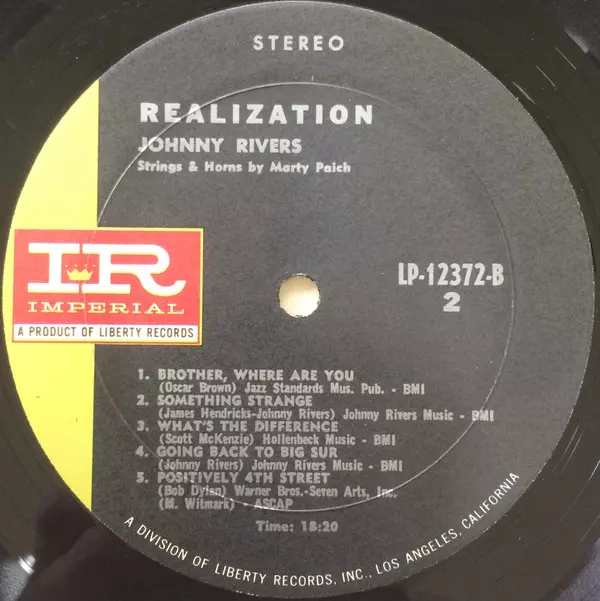 STEREO
REALIZATION
JOHNNY RIVERS
Strings & Horns by Marty Paich
IR
IMPERIAL
A PRODUCT OF LIBERTY RECORDS
LP-12372-B
2
1. BROTHER, WHERE ARE YOU
(Oscar Brown) Jazz Standards Mus. Pub. - BMI
2. SOMETHING STRANGE
(James Hendricks-Johnny Rivers) Johnny Rivers Music - BMI
3. WHAT'S THE DIFFERENCE
(Scott McKenzie) Hollenbeck Music - BMI
4. GOING BACK TO BIG SUR
(Johnny Rivers) Johnny Rivers Music - BMI
5. POSITIVELY 4TH STREET
(Bob Dylan) Warner Bros.-Seven Arts, Inc.
(M. Witmark) - ASCAP
Time: 18:20
A DIVISION OF LIBERTY RECORDS, INC., LOS ANGELES, CALIFORNIA